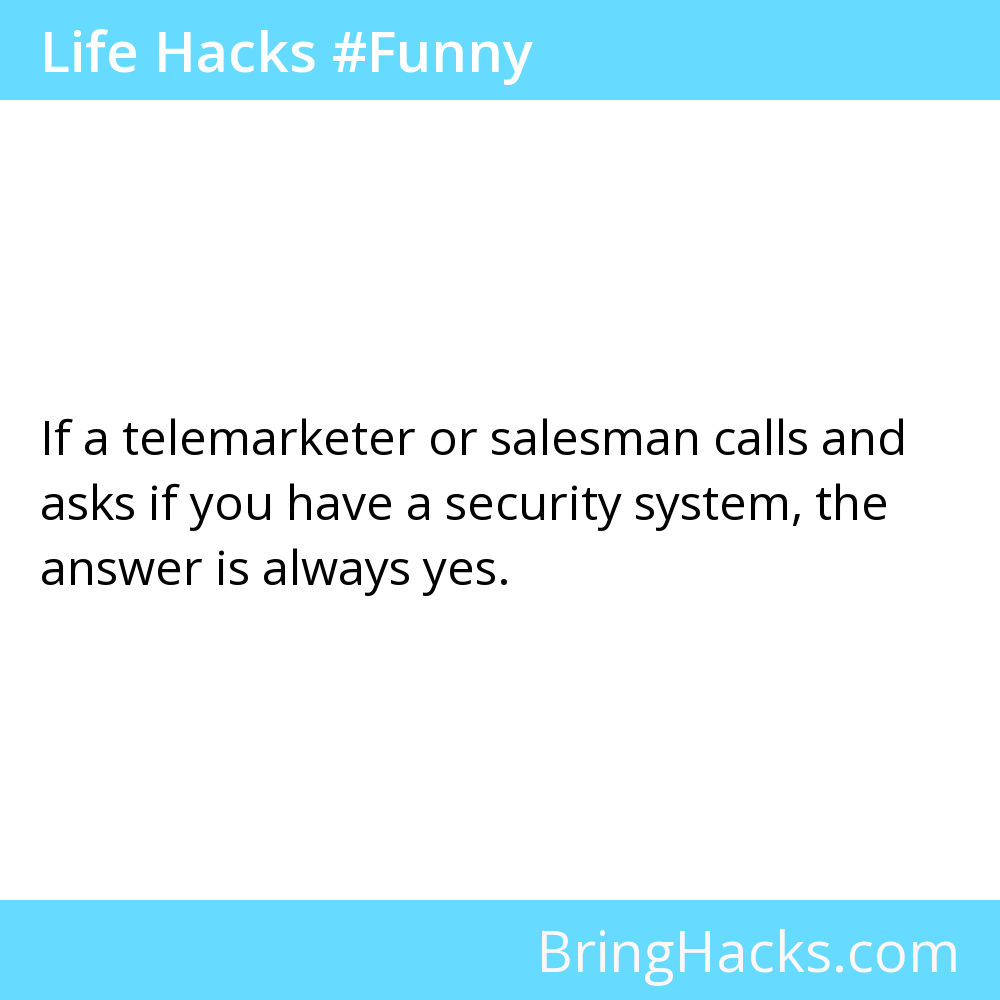 Life Hacks #Funny
If a telemarketer or salesman calls and
asks if you have a security system, the
answer is always yes.
BringHacks.com